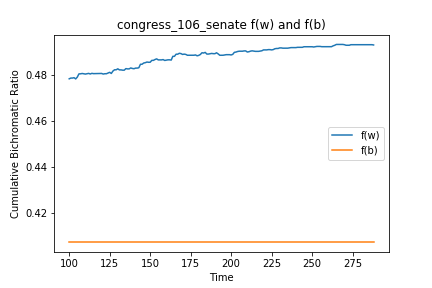 congress_106_senate f(w) and f(b)
Cumulative Bichromatic Ratio
0.48
0.46
0.44
0.42
f(w)
f(b)
100 125 150 175 200 225 250 275
Time